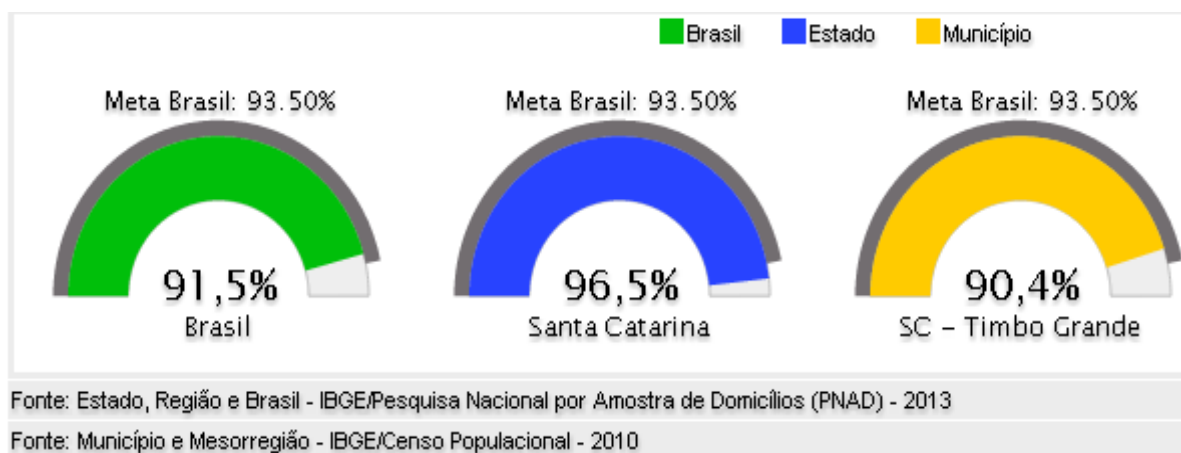 Brasil Estado Município
Meta Brasil: 93.50% Meta Brasil: 93.50% Meta Brasil: 93.50%
91,5% 96,5% 90,4%
Brasil Santa Catarina SC – Timbo Grande
Fonte: Estado, Região e Brasil - IBGE/Pesquisa Nacional por Amostra de Domicílios (PNAD) - 2013
Fonte: Município e Mesorregião - IBGE/Censo Populacional - 2010